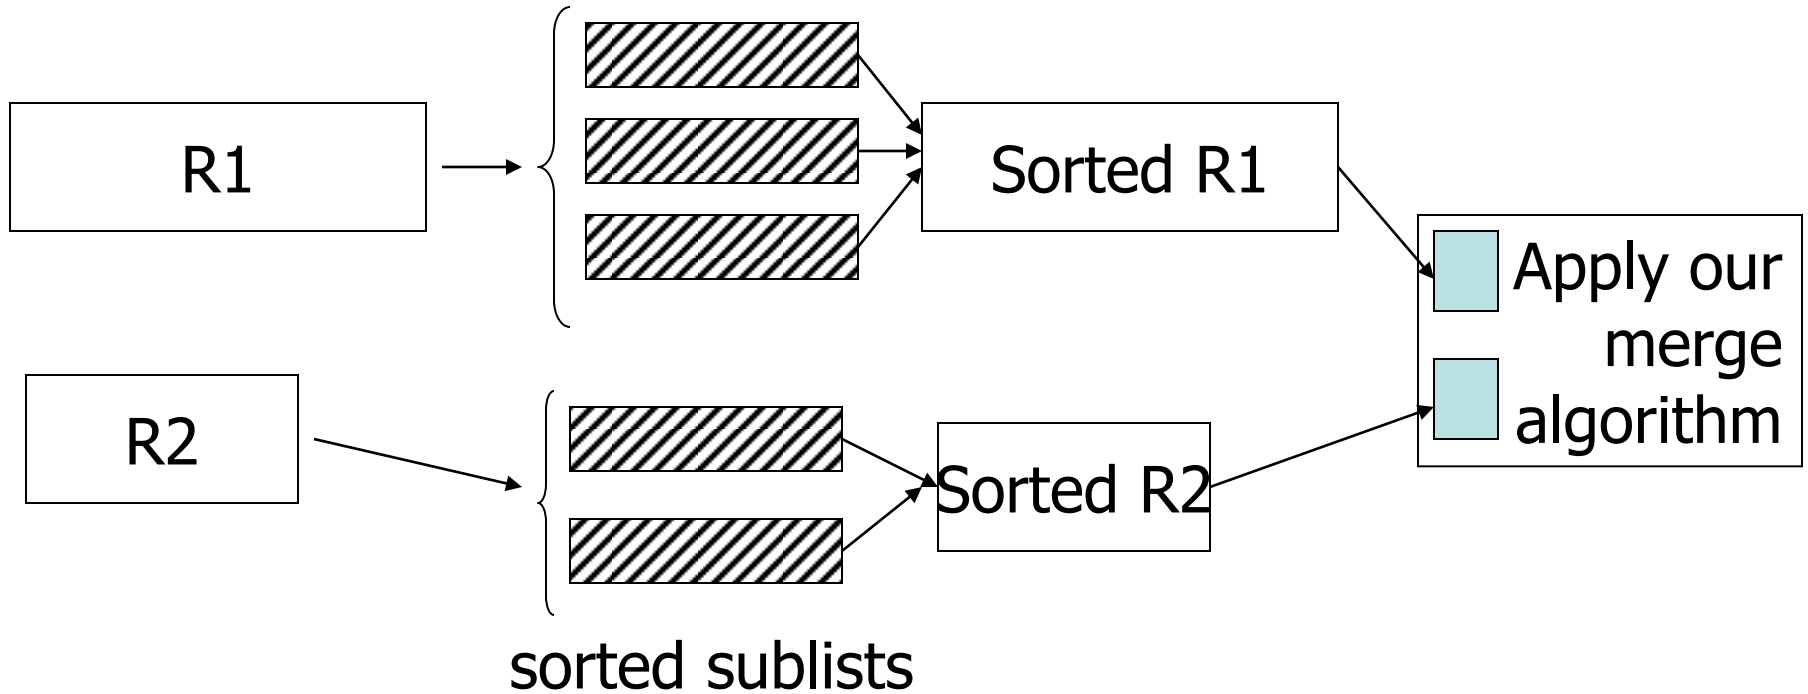 R1
Sorted R1
Apply our
merge
algorithm
R2
Sorted R2
sorted sublists